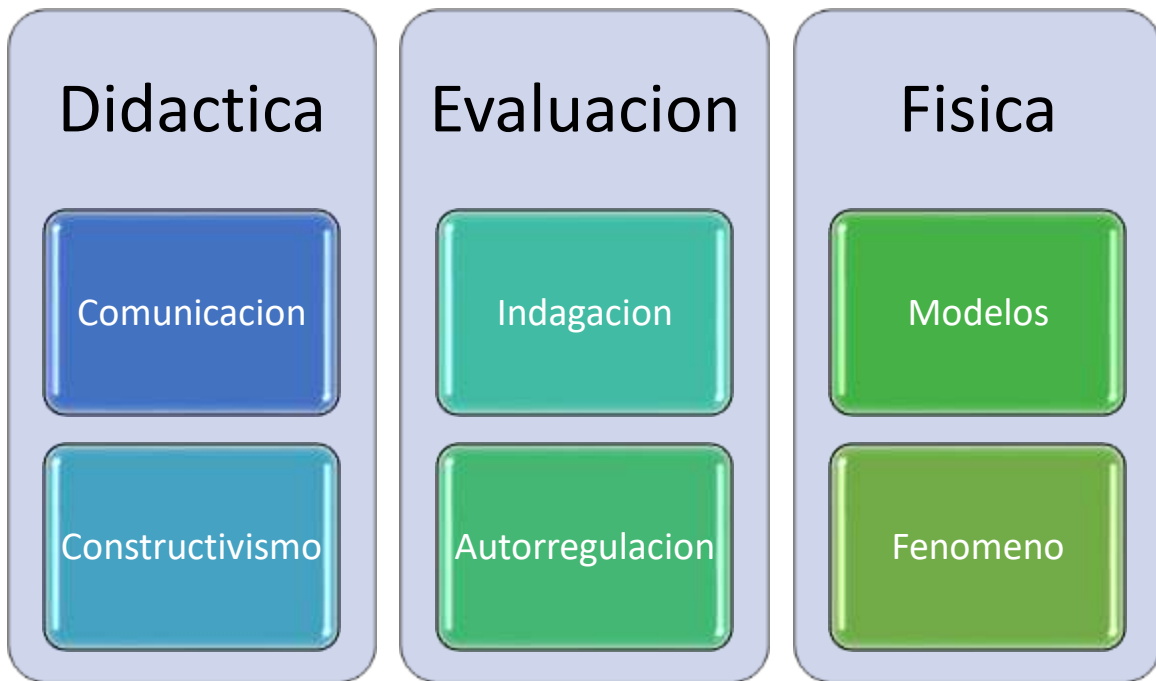 Didactica
Comunicacion
Constructivismo
Evaluacion
Indagacion
Autorregulacion
Fisica
Modelos
Fenomeno